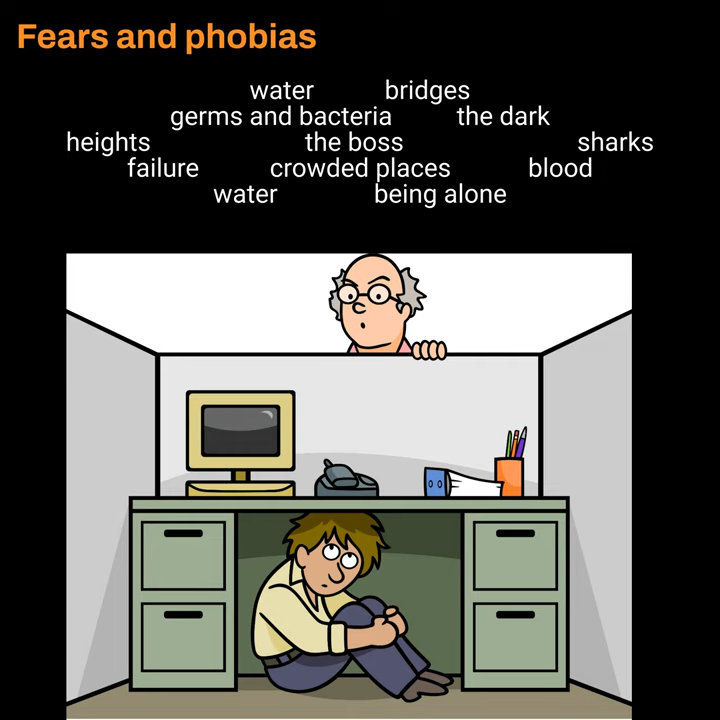 Fears and phobias
water bridges
germs and bacteria the dark
heights the boss sharks
failure crowded places blood
water being alone